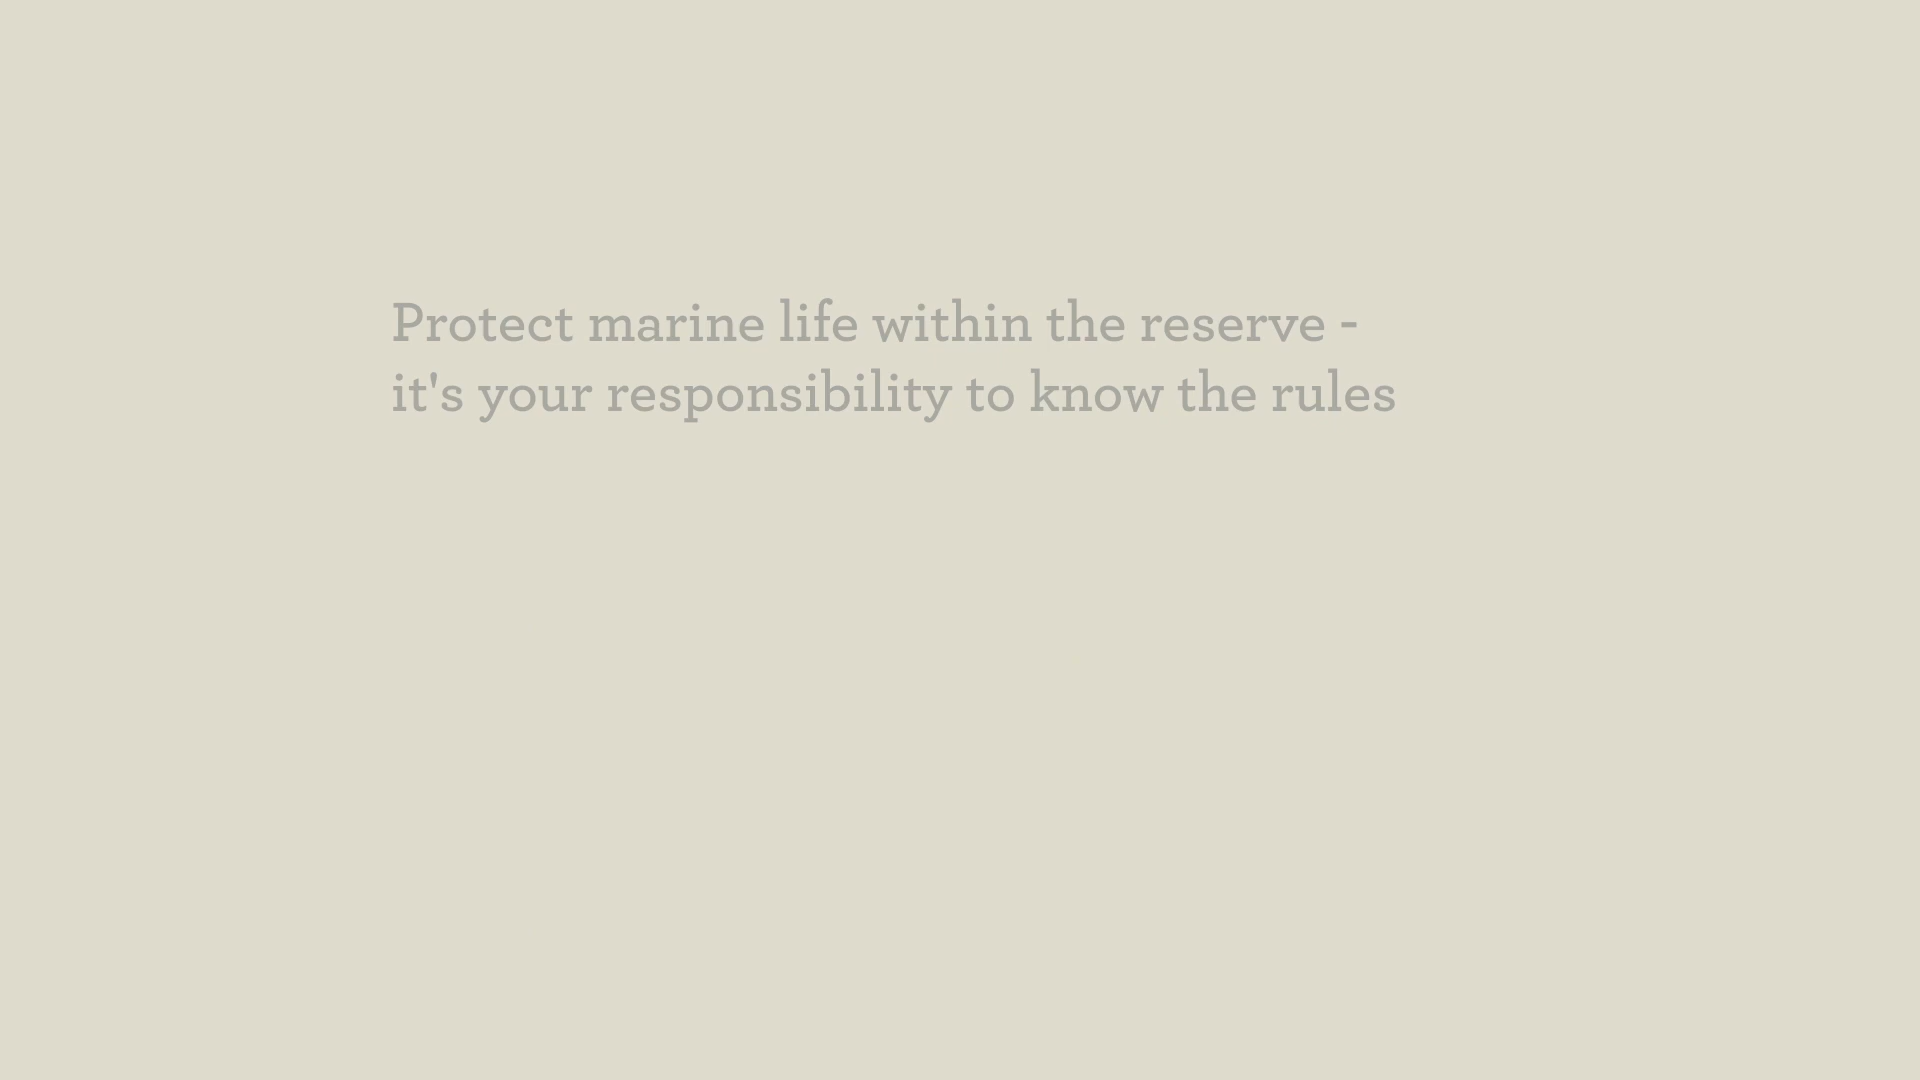 Protect marine life within the reserve -
it's your responsibility to know the rules